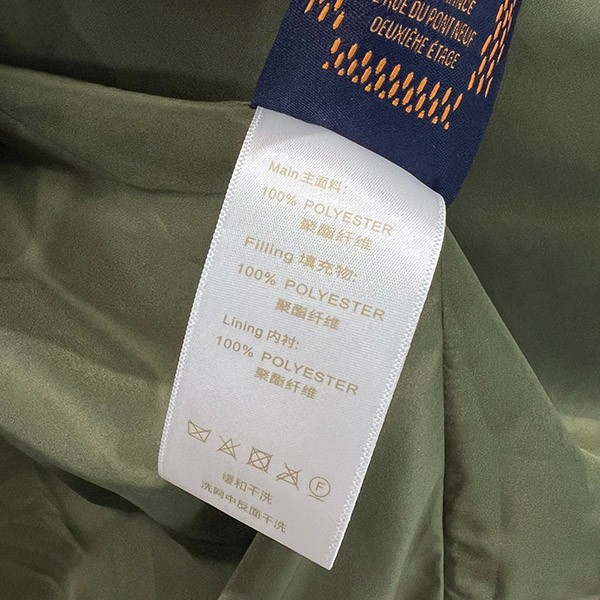 RANCE
RUE DU PONT NEUF
DEUXIÈME ÉTAGE
Main 主面料:
100% POLYESTER
聚酯纤维
Filling 填充物:
100% POLYESTER
聚酯纤维
Lining 内衬:
100% POLYESTER
聚酯纤维
F
缓和干洗
洗网中反面干洗